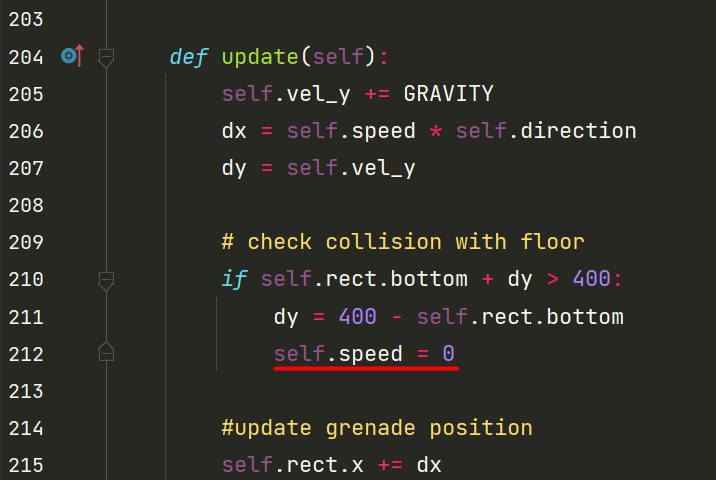 203
204 def update(self):
205 self.vel_y += GRAVITY
206 dx = self.speed * self.direction
207 dy = self.vel_y
208
209 # check collision with floor
210 if self.rect.bottom + dy > 400:
211 dy = 400 - self.rect.bottom
212 self.speed = 0
213
214 #update grenade position
215 self.rect.x += dx